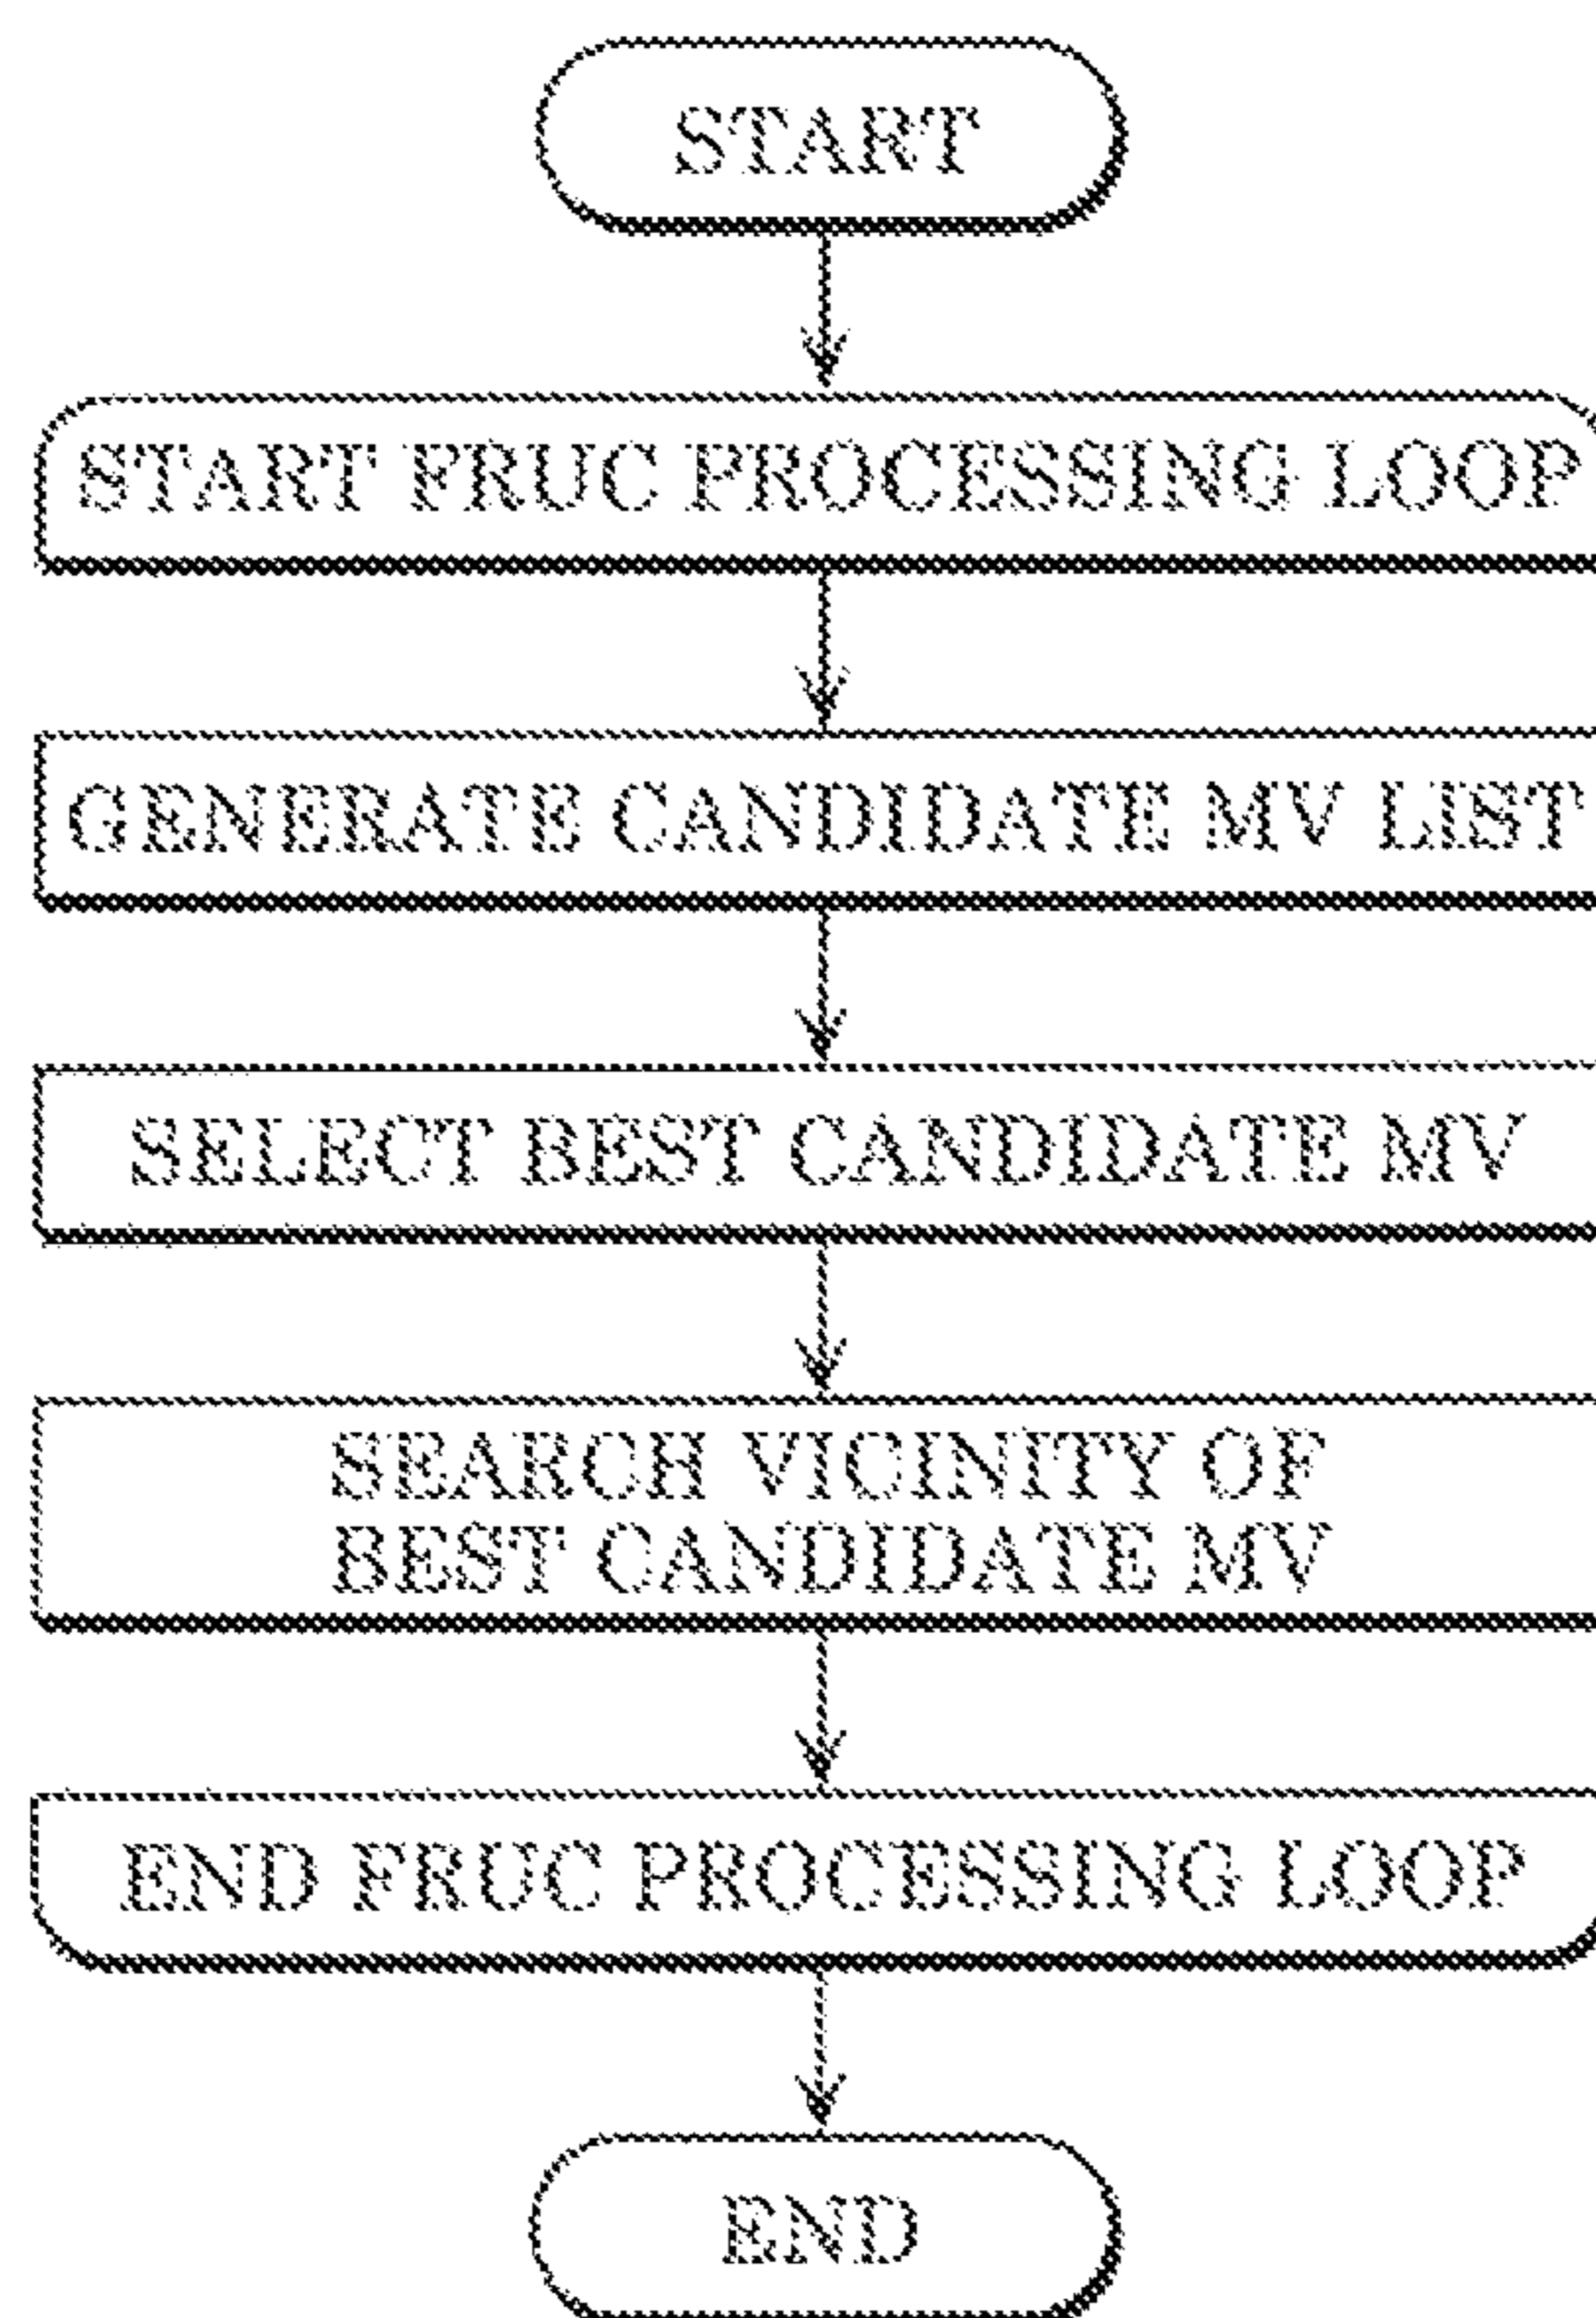 START
START FRUC PROCESSING LOOP
GENERATE CANDIDATE MV LIST
SELECT BEST CANDIDATE MV
SEARCH VICINITY OF
BEST CANDIDATE MV
END FRUC PROCESSING LOOP
END